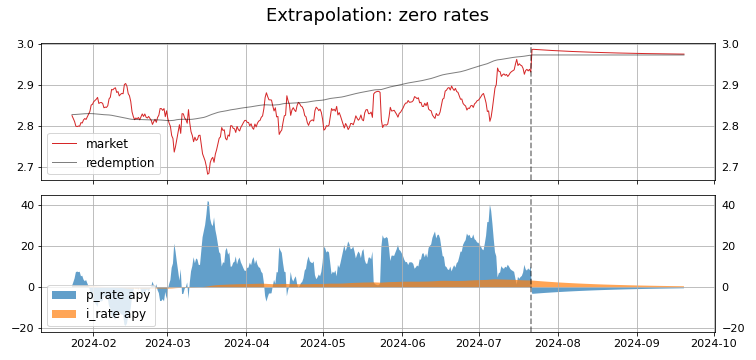 Extrapolation: zero rates
3.0 3.0
2.9 2.9
2.8 2.8
2.7 2.7
market
redemption
40 40
20 20
0 0
−20 −20
p_rate apy
i_rate apy
2024-02 2024-03 2024-04 2024-05 2024-06 2024-07 2024-08 2024-09 2024-10